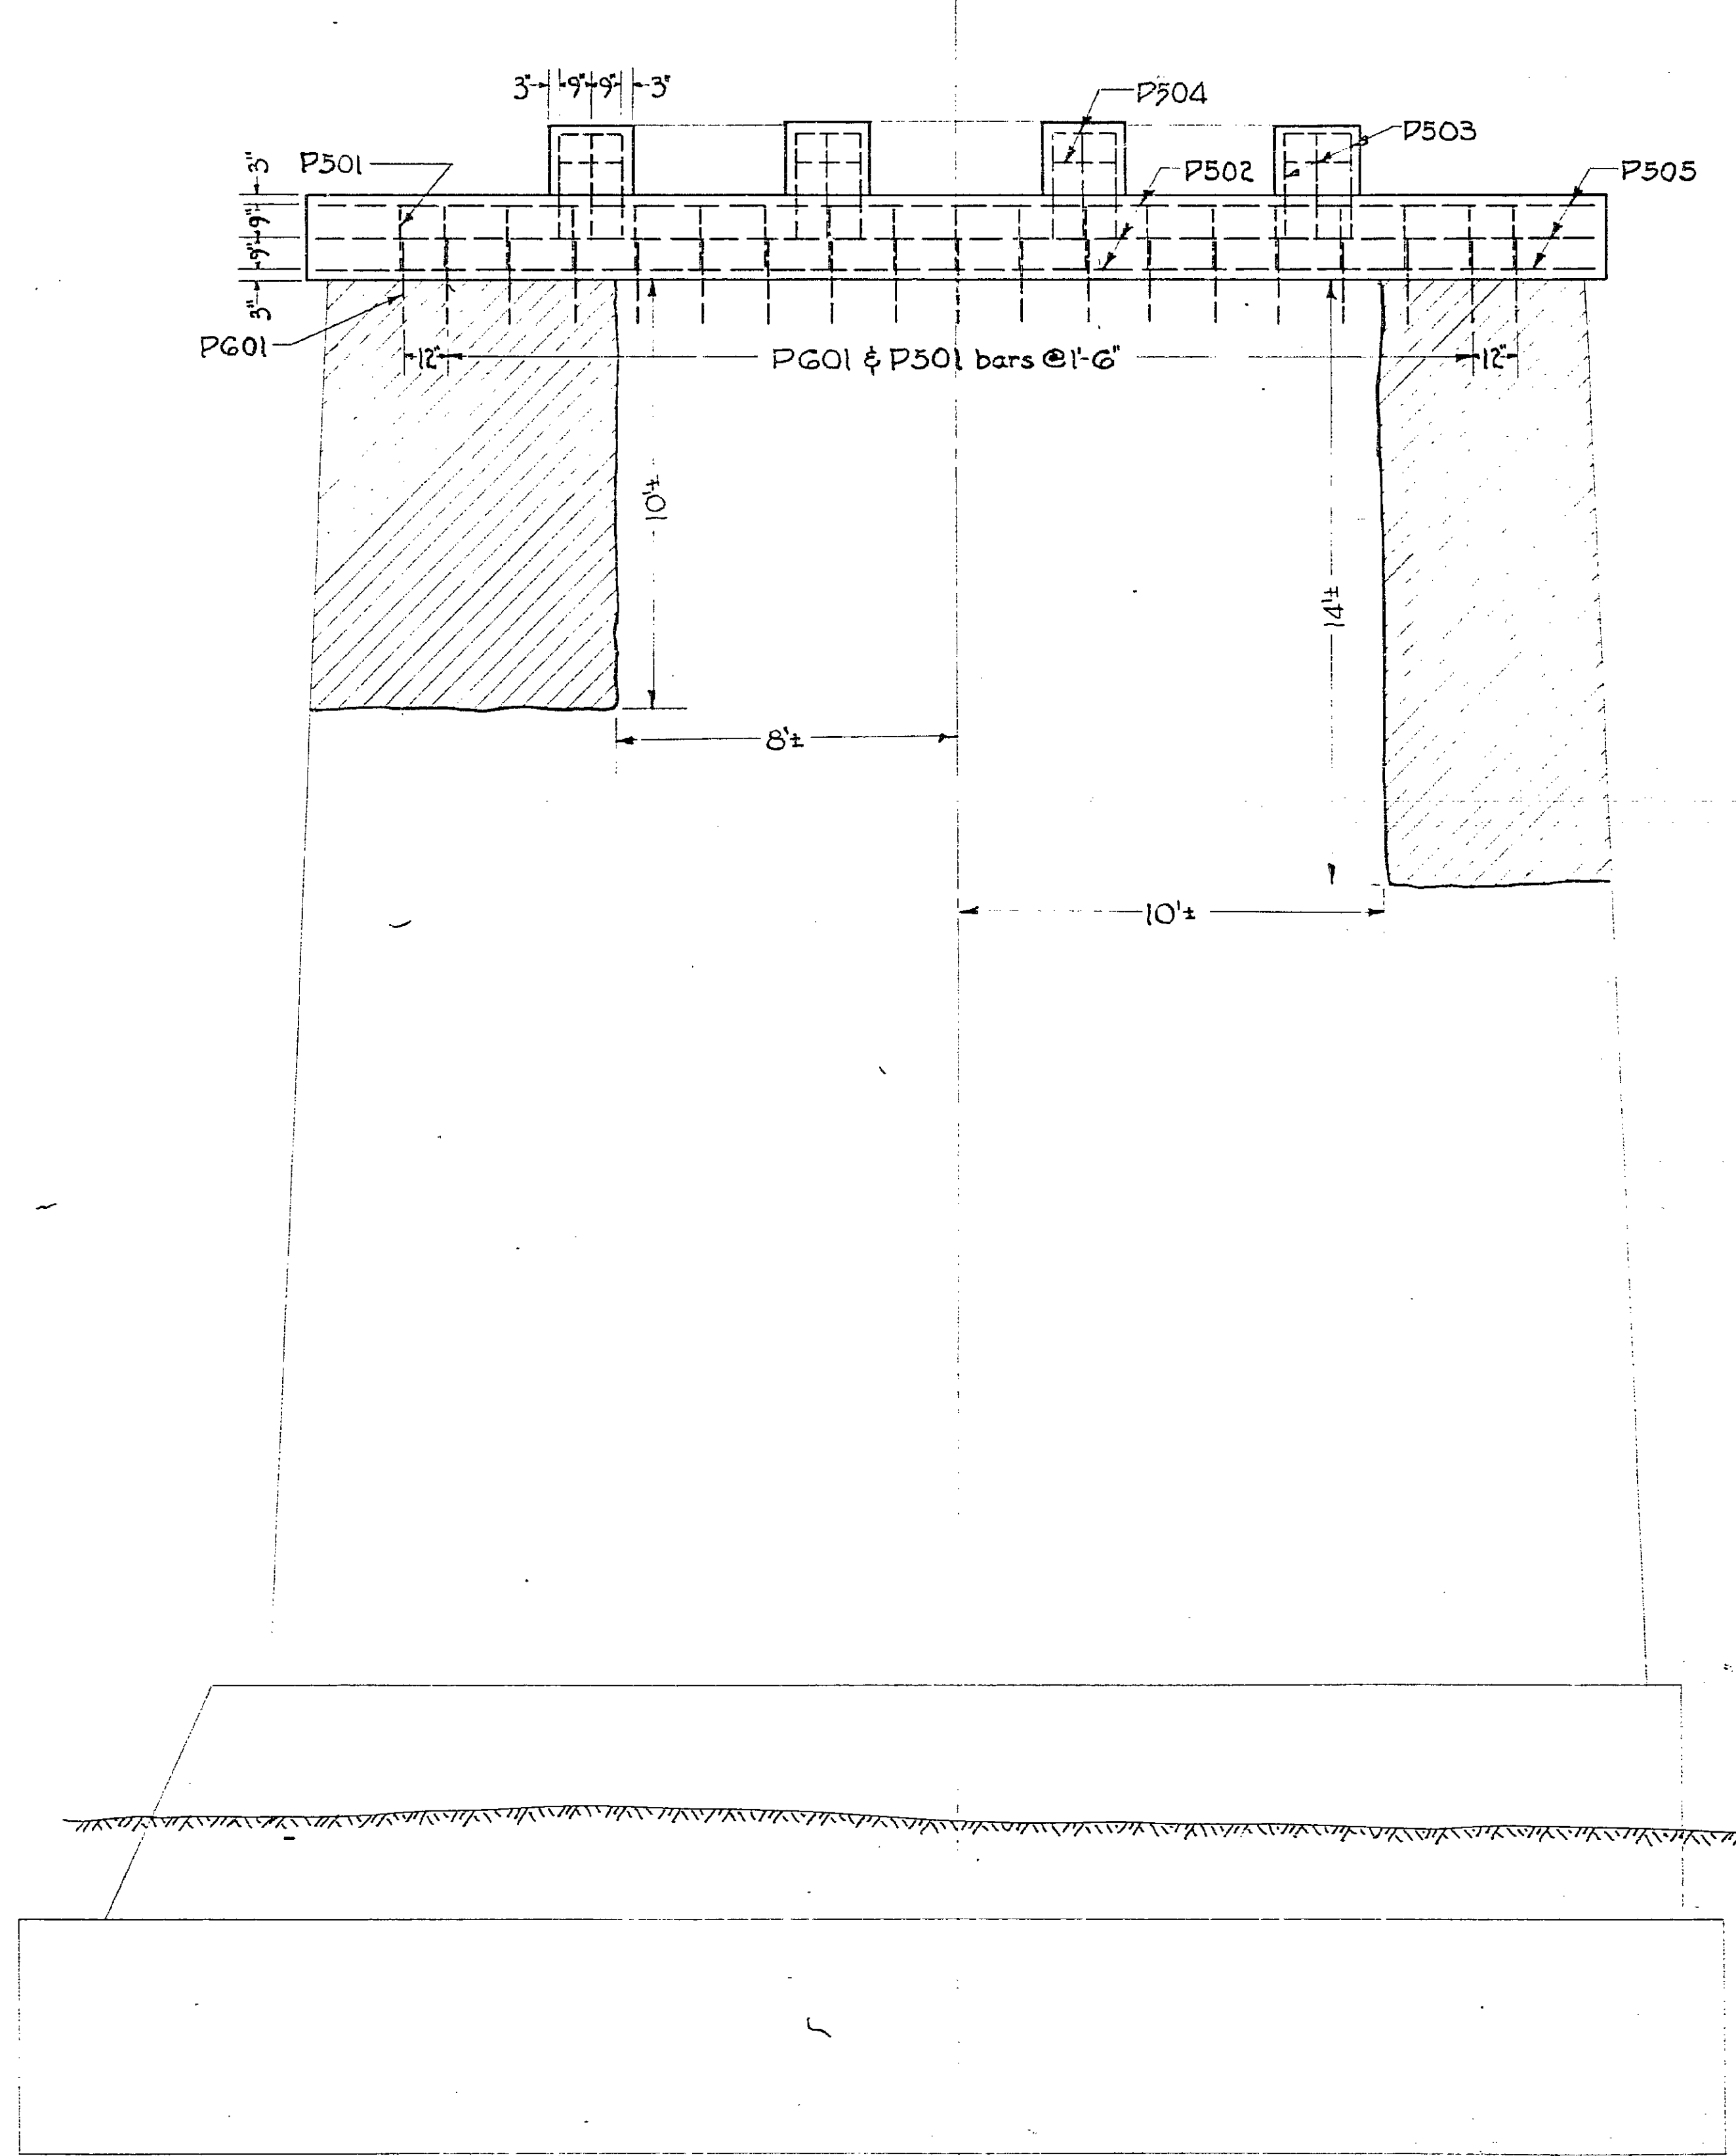 3" 9" 9" 3"
P504
P503
P501
P502
P505
3"
9"
9"
3"
P601
12" P601 & P501 bars @ 1'-6" 12"
10'±
14'±
8'±
10'±